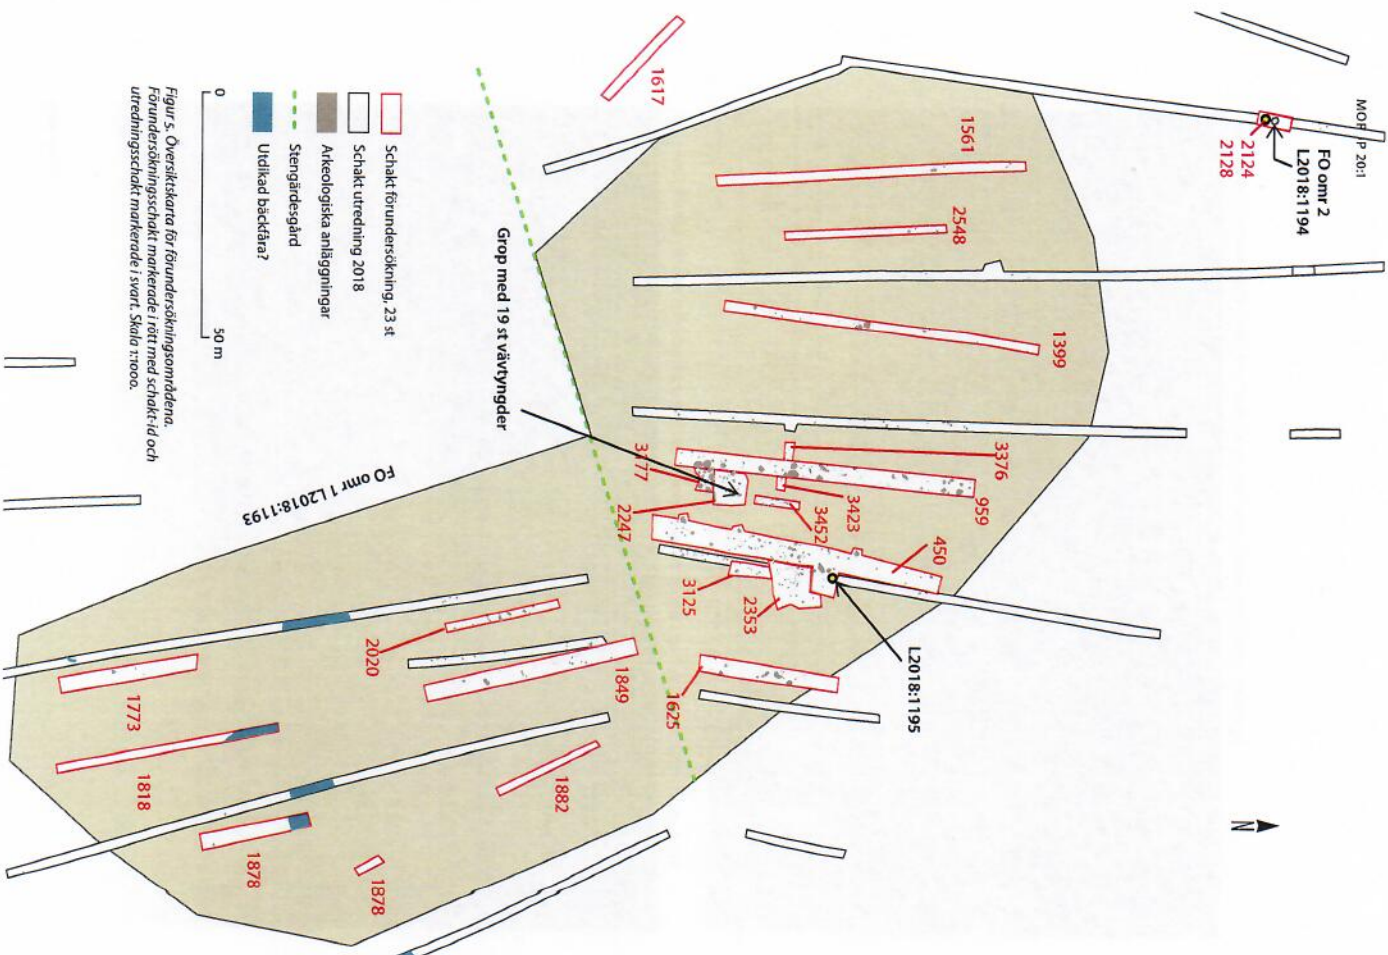 MOR
P 20:1
FO omr 2
L2018:1194
2124
2128
1617
1561
2548
1399
3376
959
3423
3452
450
3177
2247
3125
2353
1625
L2018:1195
Grop med 19 st vävtyngder
FO omr 1 L2018:1193
2020
1849
1773
1818
1882
1878
1878
N
Schakt förundersökning, 23 st
Schakt utredning 2018
Arkeologiska anläggningar
Stengärdesgård
Utdikad bäckfåra?
0
50 m
Figur 5. Översiktskarta för förundersökningsområdena.
Förundersökningsschakt markerade i rött med schakt-id och
utredningsschakt markerade i svart. Skala 1:1000.